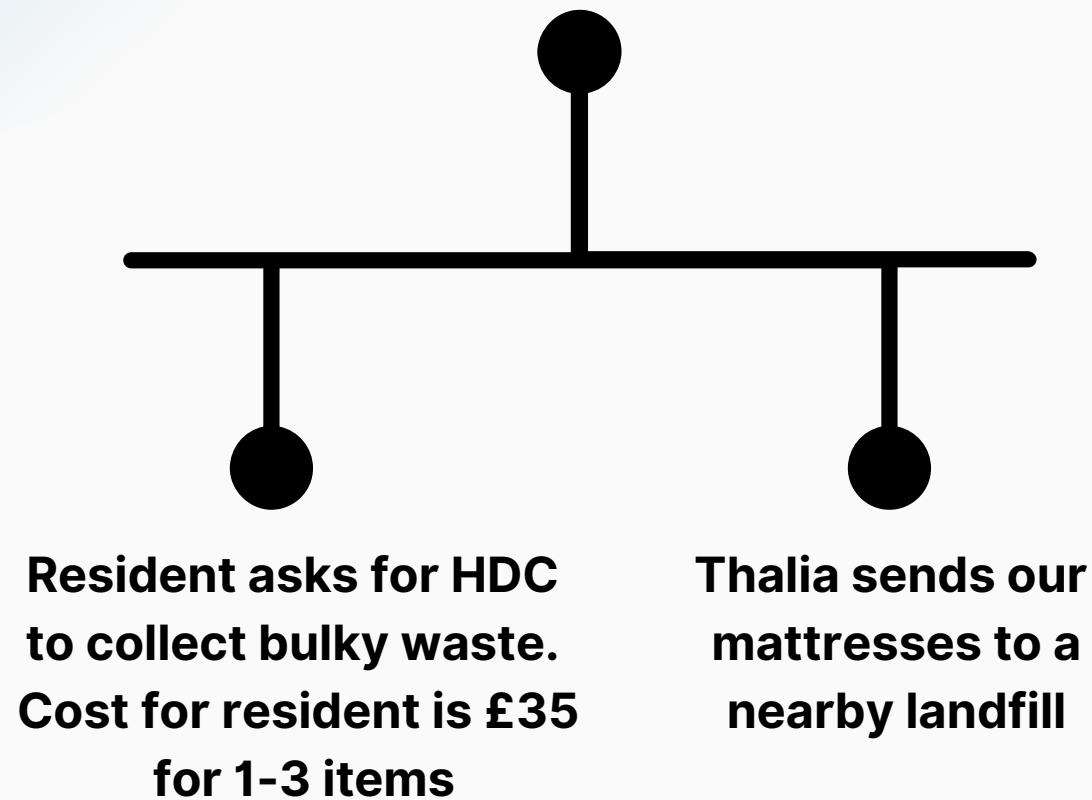 Resident asks for HDC
to collect bulky waste.
Cost for resident is £35
for 1-3 items
Thalia sends our
mattresses to a
nearby landfill